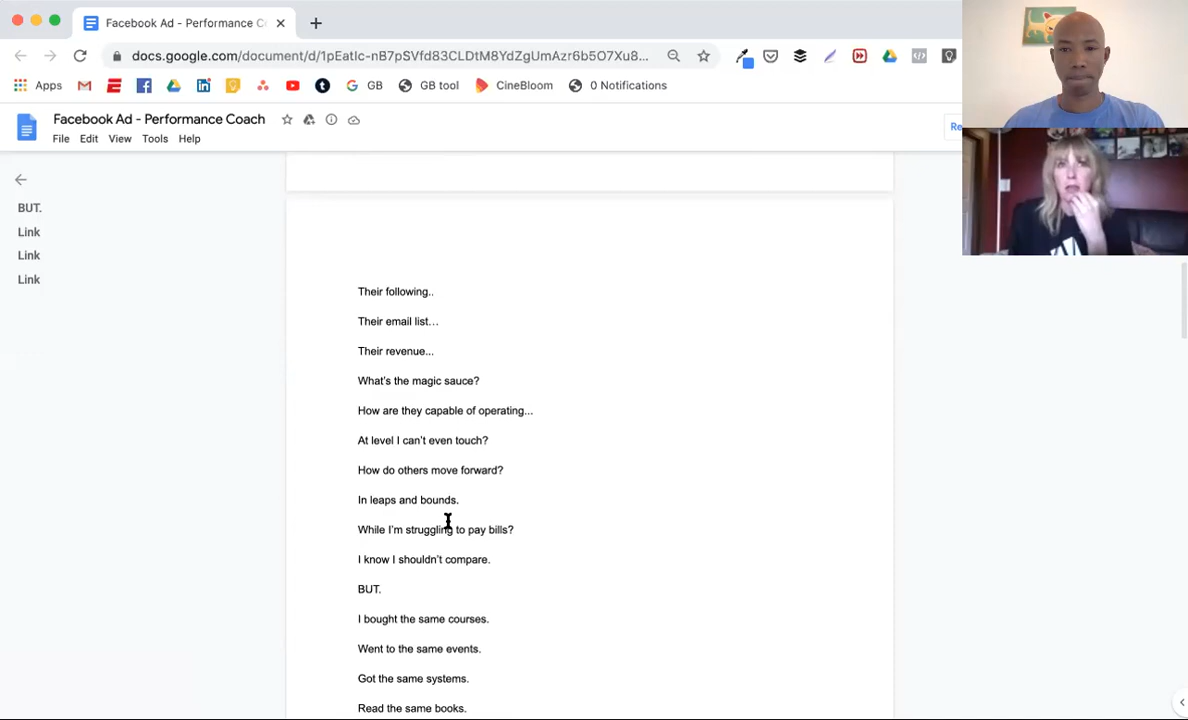 Facebook Ad - Performance C
docs.google.com/document/d/1pEatIc-nB7pSVfd83CLDtM8YdZgUmAzr6b5O7Xu8...
Apps
GB
GB tool
CineBloom
0 Notifications
Facebook Ad - Performance Coach
File Edit View Tools Help
Re
BUT.
Link
Link
Link
Their following..
Their email list…
Their revenue...
What's the magic sauce?
How are they capable of operating...
At level I can't even touch?
How do others move forward?
In leaps and bounds.
While I'm struggling to pay bills?
I know I shouldn't compare.
BUT.
I bought the same courses.
Went to the same events.
Got the same systems.
Read the same books.